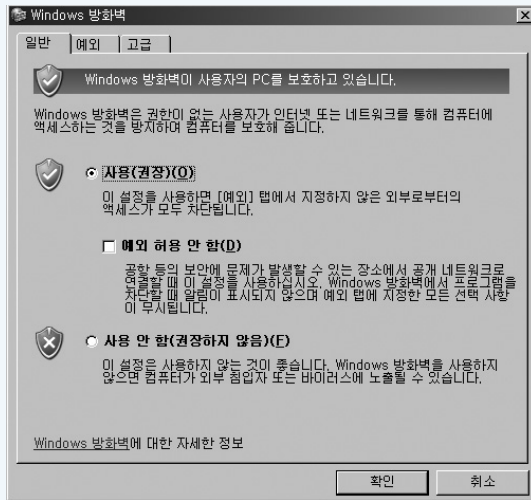 Windows 방화벽
일반 예외 고급
Windows 방화벽이 사용자의 PC를 보호하고 있습니다.
Windows 방화벽은 권한이 없는 사용자가 인터넷 또는 네트워크를 통해 컴퓨터에
액세스하는 것을 방지하여 컴퓨터를 보호해 줍니다.
사용(권장)(O)
이 설정을 사용하면 [예외] 탭에서 지정하지 않은 외부로부터의
액세스가 모두 차단됩니다.
예외 허용 안 함(D)
공항 등의 보안에 문제가 발생할 수 있는 장소에서 공개 네트워크로
연결할 때 이 설정을 사용하십시오. Windows 방화벽에서 프로그램을
차단할 때 알림이 표시되지 않으며 예외 탭에 지정한 모든 선택 사항
이 무시됩니다.
사용 안 함(권장하지 않음)(F)
이 설정은 사용하지 않는 것이 좋습니다. Windows 방화벽을 사용하지
않으면 컴퓨터가 외부 침입자 또는 바이러스에 노출될 수 있습니다.
Windows 방화벽에 대한 자세한 정보
확인 취소